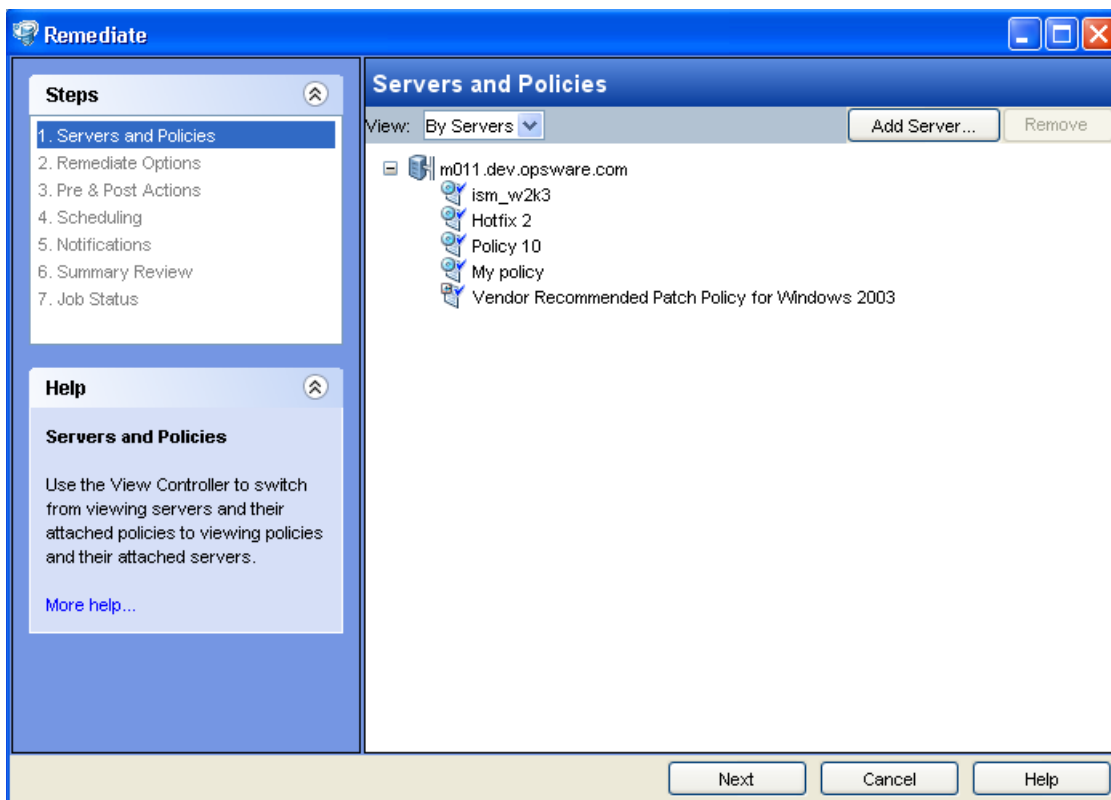 Remediate
Steps
1. Servers and Policies
2. Remediate Options
3. Pre & Post Actions
4. Scheduling
5. Notifications
6. Summary Review
7. Job Status
Help
Servers and Policies
Use the View Controller to switch
from viewing servers and their
attached policies to viewing policies
and their attached servers.
More help...
Servers and Policies
View: By Servers Add Server... Remove
m011.dev.opsware.com
ism_w2k3
Hotfix 2
Policy 10
My policy
Vendor Recommended Patch Policy for Windows 2003
Next Cancel Help